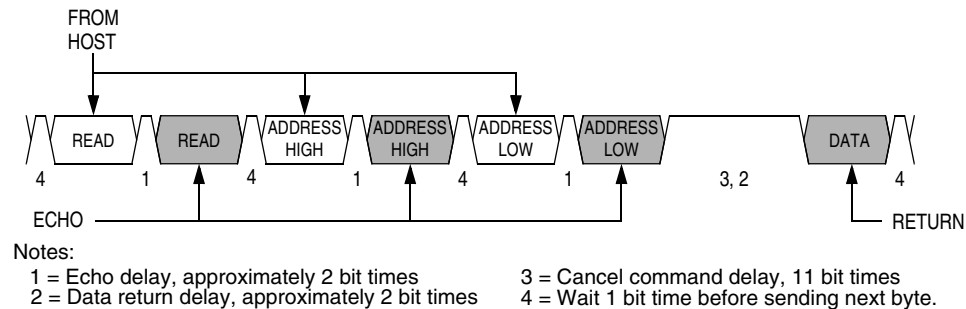 FROM
HOST
READ READ ADDRESS HIGH ADDRESS HIGH ADDRESS LOW ADDRESS LOW DATA
4 1 4 1 4 1 3, 2 4
ECHO RETURN
Notes:
1 = Echo delay, approximately 2 bit times
2 = Data return delay, approximately 2 bit times
3 = Cancel command delay, 11 bit times
4 = Wait 1 bit time before sending next byte.